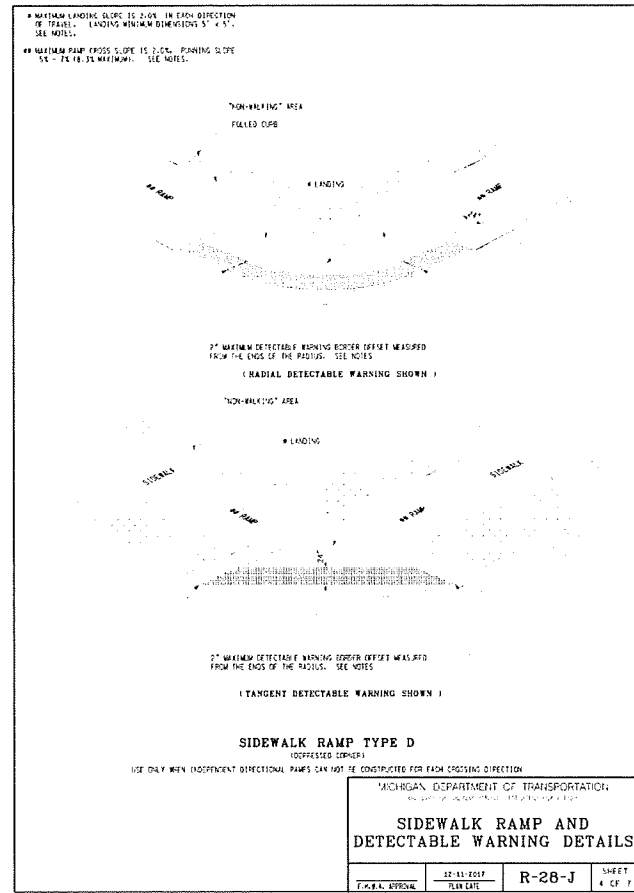 # MAXIMUM LANDING SLOPE IS 2.0% IN EACH DIRECTION
OF TRAVEL. LANDING MINIMUM DIMENSIONS 5' x 5'.
SEE NOTES.
## MAXIMUM RAMP CROSS SLOPE IS 2.0%. RUNNING SLOPE
5% - 7% (8.3% MAXIMUM). SEE NOTES.
"NON-WALKING" AREA
ROLLED CURB
# LANDING
## RAMP
## RAMP
24"
2" MAXIMUM DETECTABLE WARNING BORDER OFFSET MEASURED
FROM THE ENDS OF THE RADIUS. SEE NOTES
( RADIAL DETECTABLE WARNING SHOWN )
"NON-WALKING" AREA
# LANDING
SIDEWALK
SIDEWALK
## RAMP
## RAMP
24"
2" MAXIMUM DETECTABLE WARNING BORDER OFFSET MEASURED
FROM THE ENDS OF THE RADIUS. SEE NOTES
( TANGENT DETECTABLE WARNING SHOWN )
SIDEWALK RAMP TYPE D
(DEPRESSED CORNER)
USE ONLY WHEN INDEPENDENT DIRECTIONAL RAMPS CAN NOT BE CONSTRUCTED FOR EACH CROSSING DIRECTION
MICHIGAN DEPARTMENT OF TRANSPORTATION
SIDEWALK RAMP AND
DETECTABLE WARNING DETAILS
F.H.W.A. APPROVAL
12-11-2017
PLAN DATE
R-28-J
SHEET
4 OF 7